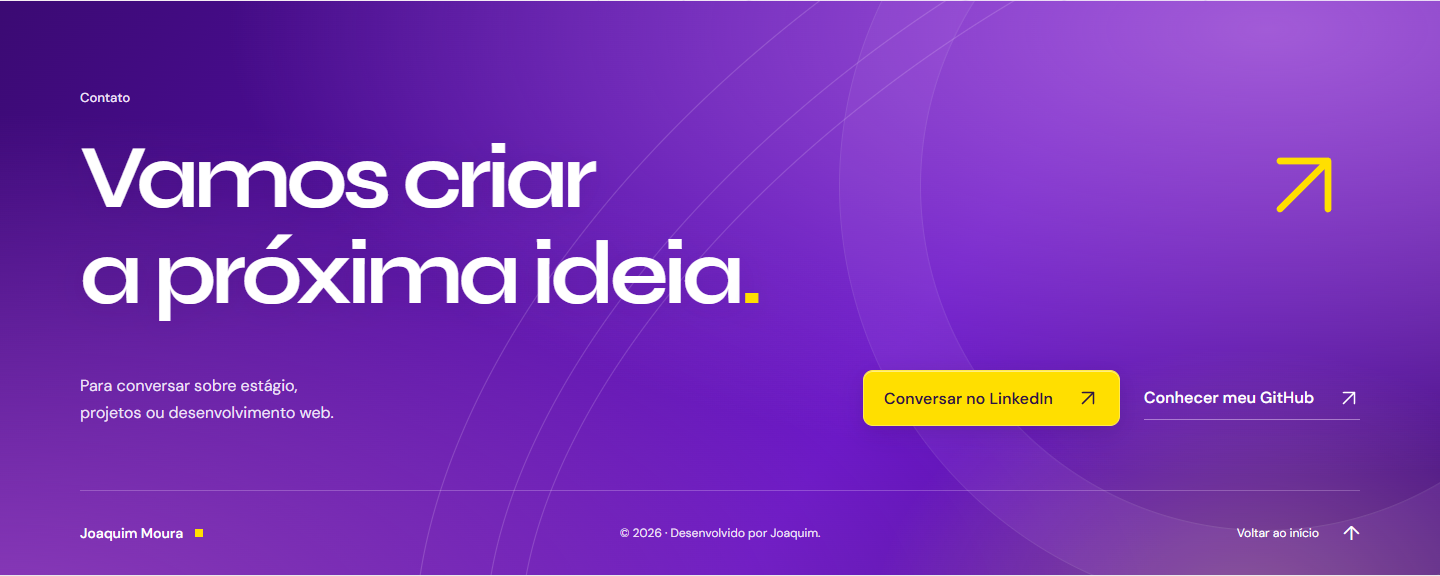 Contato
Vamos criar
a próxima ideia.
Para conversar sobre estágio,
projetos ou desenvolvimento web.
Conversar no LinkedIn
Conhecer meu GitHub
Joaquim Moura
© 2026 · Desenvolvido por Joaquim.
Voltar ao início